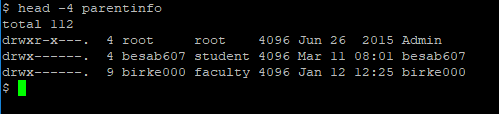 $ head -4 parentinfo
total 112
drwxr-x---.  4 root     root    4096 Jun 26  2015 Admin
drwx------.  4 besab607 student 4096 Mar 11 08:01 besab607
drwx------.  9 birke000 faculty 4096 Jan 12 12:25 birke000
$